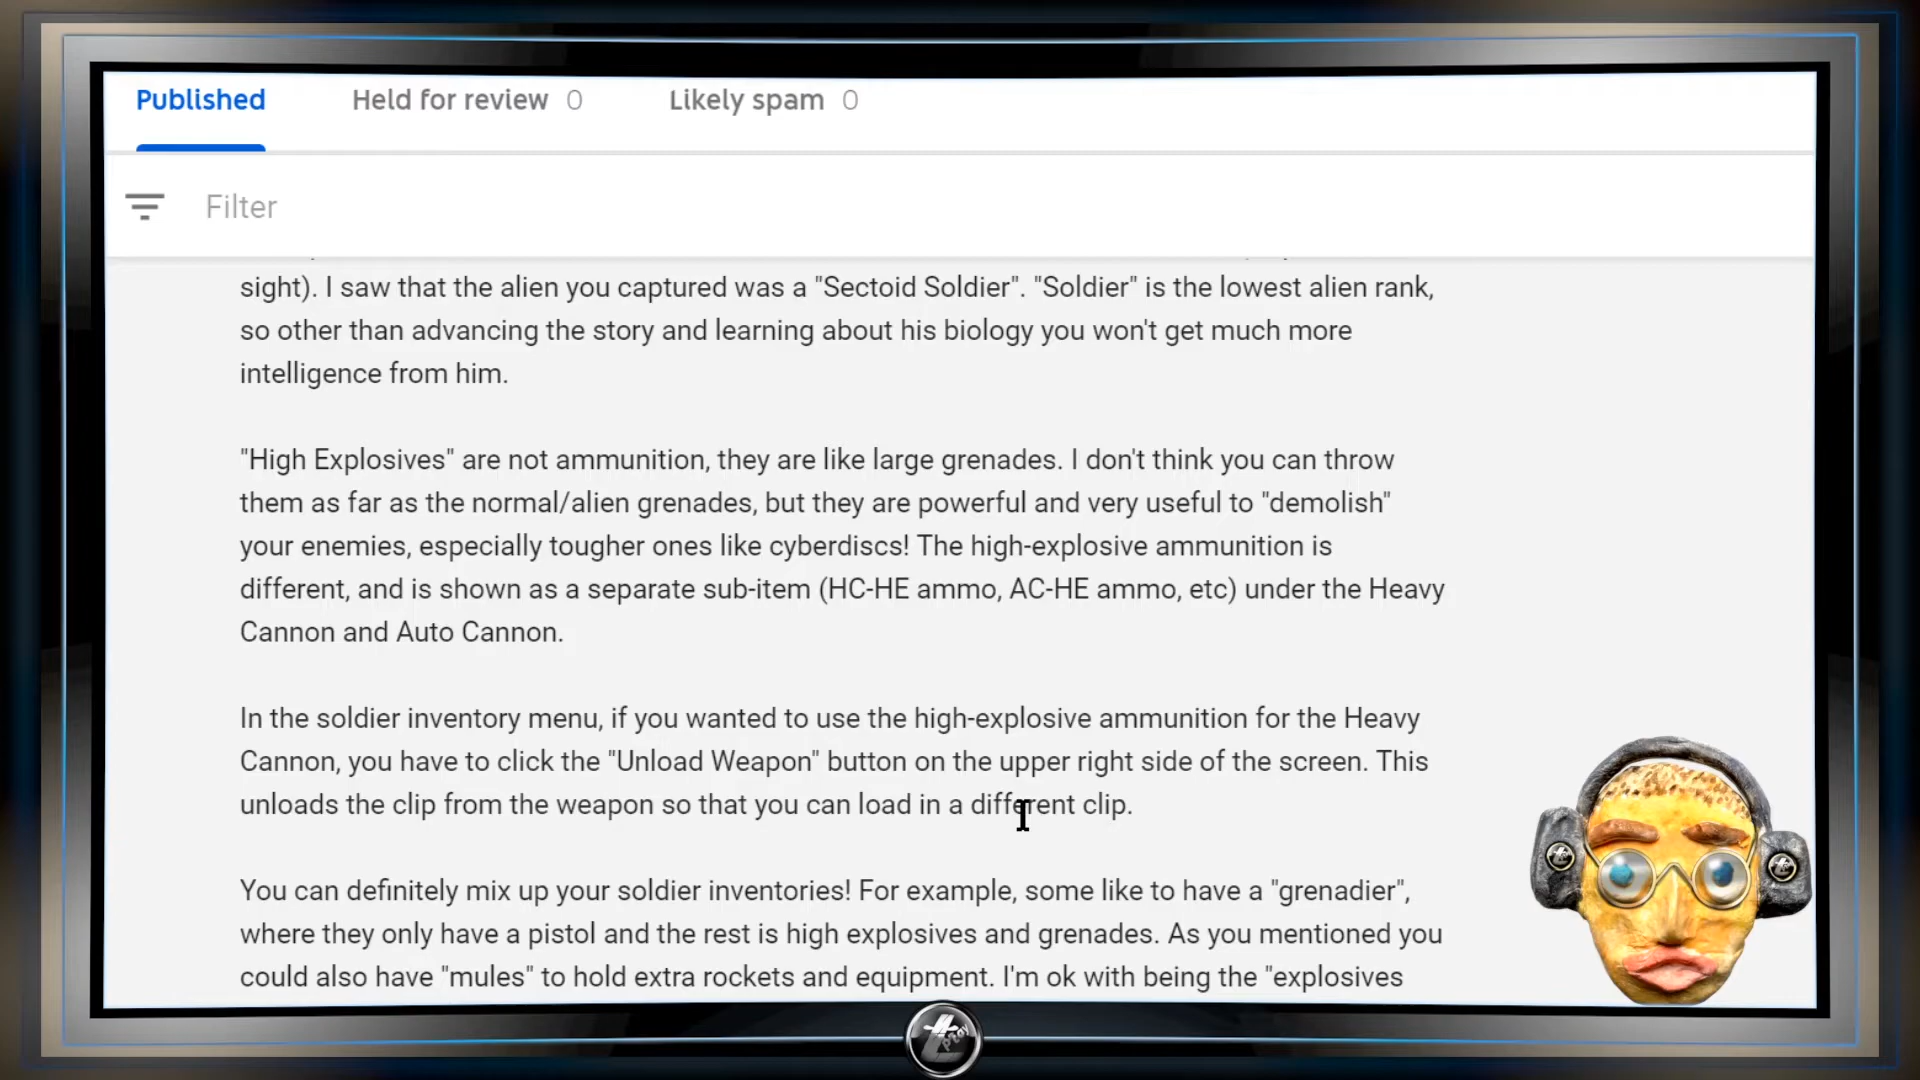 Published Held for review 0 Likely spam 0
Filter
sight). I saw that the alien you captured was a "Sectoid Soldier". "Soldier" is the lowest alien rank,
so other than advancing the story and learning about his biology you won't get much more
intelligence from him.
"High Explosives" are not ammunition, they are like large grenades. I don't think you can throw
them as far as the normal/alien grenades, but they are powerful and very useful to "demolish"
your enemies, especially tougher ones like cyberdiscs! The high-explosive ammunition is
different, and is shown as a separate sub-item (HC-HE ammo, AC-HE ammo, etc) under the Heavy
Cannon and Auto Cannon.
In the soldier inventory menu, if you wanted to use the high-explosive ammunition for the Heavy
Cannon, you have to click the "Unload Weapon" button on the upper right side of the screen. This
unloads the clip from the weapon so that you can load in a different clip.
You can definitely mix up your soldier inventories! For example, some like to have a "grenadier",
where they only have a pistol and the rest is high explosives and grenades. As you mentioned you
could also have "mules" to hold extra rockets and equipment. I'm ok with being the "explosives